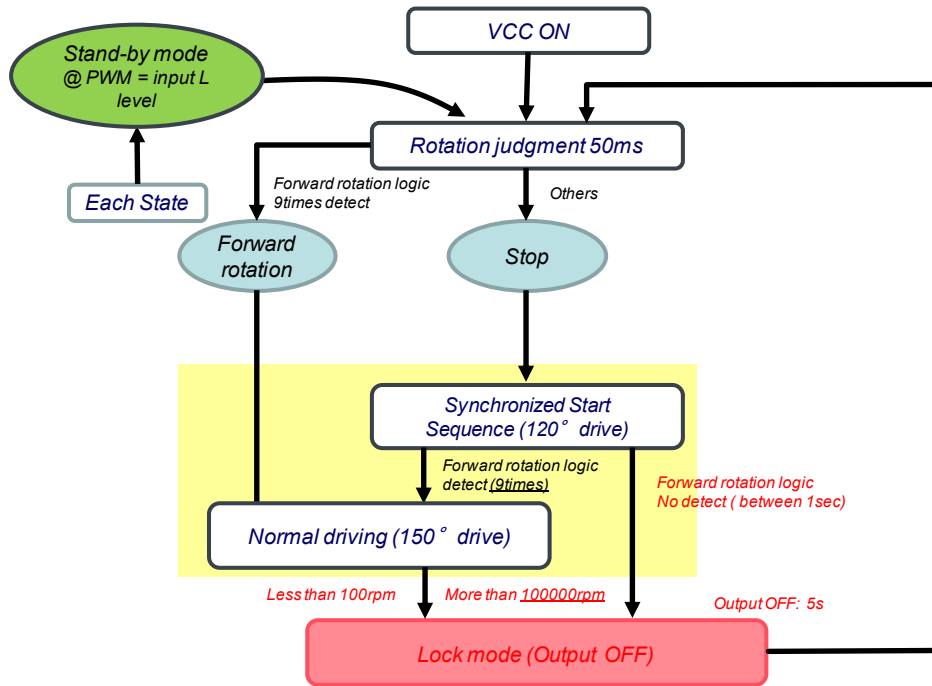 VCC ON
Stand-by mode
@ PWM = input L
level
Rotation judgment 50ms
Each State
Forward rotation logic
9times detect
Others
Forward
rotation
Stop
Synchronized Start
Sequence (120° drive)
Forward rotation logic
detect (9times)
Forward rotation logic
No detect ( between 1sec)
Normal driving (150° drive)
Less than 100rpm
More than 100000rpm
Output OFF: 5s
Lock mode (Output OFF)